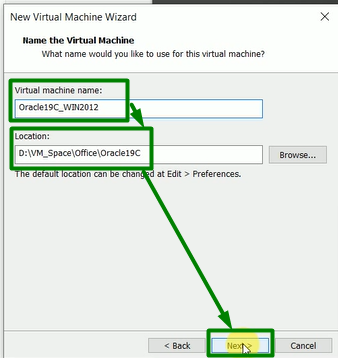 New Virtual Machine Wizard
Name the Virtual Machine
What name would you like to use for this virtual machine?
Virtual machine name:
Oracle19C_WIN2012
Location:
D:\VM_Space\Office\Oracle19C
Browse...
The default location can be changed at Edit > Preferences.
< Back Next > Cancel